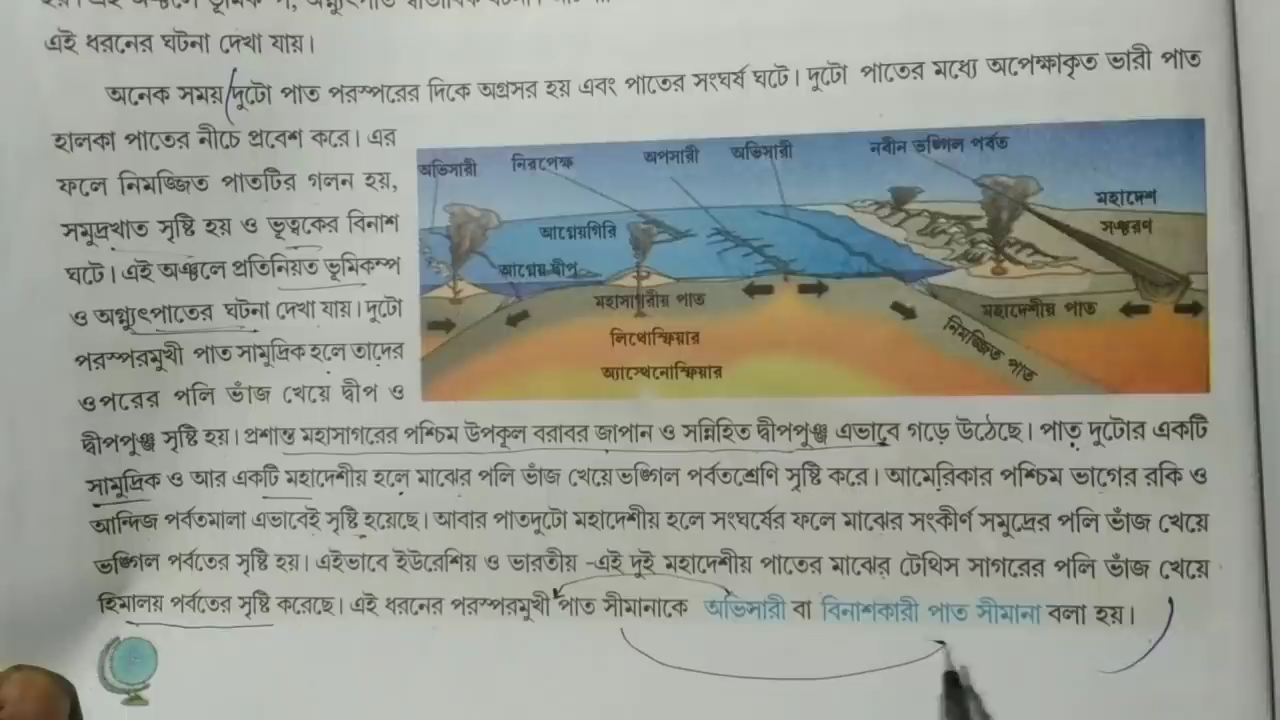 এই ধরনের ঘটনা দেখা যায়।
অনেক সময় দুটো পাত পরস্পরের দিকে অগ্রসর হয় এবং পাতের সংঘর্ষ ঘটে। দুটো পাতের মধ্যে অপেক্ষাকৃত ভারী পাত
হালকা পাতের নীচে প্রবেশ করে। এর
ফলে নিমজ্জিত পাতটির গলন হয়,
সমুদ্রখাত সৃষ্টি হয় ও ভূত্বকের বিনাশ
ঘটে। এই অঞ্চলে প্রতিনিয়ত ভূমিকম্প
ও অগ্ন্যুৎপাতের ঘটনা দেখা যায়। দুটো
পরস্পরমুখী পাত সামুদ্রিক হলে তাদের
ওপরের পলি ভাঁজ খেয়ে দ্বীপ ও
অভিসারী নিরপেক্ষ অপসারী অভিসারী নবীন ভঙ্গিল পর্বত
মহাদেশ
সঞ্চরণ
আগ্নেয়গিরি
আগ্নেয় দ্বীপ
মহাসাগরীয় পাত মহাদেশীয় পাত
লিথোস্ফিয়ার
নিমজ্জিত পাত
অ্যাস্থেনোস্ফিয়ার
দ্বীপপুঞ্জ সৃষ্টি হয়। প্রশান্ত মহাসাগরের পশ্চিম উপকূল বরাবর জাপান ও সন্নিহিত দ্বীপপুঞ্জ এভাবে গড়ে উঠেছে। পাত দুটোর একটি
সামুদ্রিক ও আর একটি মহাদেশীয় হলে মাঝের পলি ভাঁজ খেয়ে ভঙ্গিল পর্বতশ্রেণি সৃষ্টি করে। আমেরিকার পশ্চিম ভাগের রকি ও
আন্দিজ পর্বতমালা এভাবেই সৃষ্টি হয়েছে। আবার পাতদুটো মহাদেশীয় হলে সংঘর্ষের ফলে মাঝের সংকীর্ণ সমুদ্রের পলি ভাঁজ খেয়ে
ভঙ্গিল পর্বতের সৃষ্টি হয়। এইভাবে ইউরেশিয় ও ভারতীয় -এই দুই মহাদেশীয় পাতের মাঝের টেথিস সাগরের পলি ভাঁজ খেয়ে
হিমালয় পর্বতের সৃষ্টি করেছে। এই ধরনের পরস্পরমুখী পাত সীমানাকে অভিসারী বা বিনাশকারী পাত সীমানা বলা হয়।